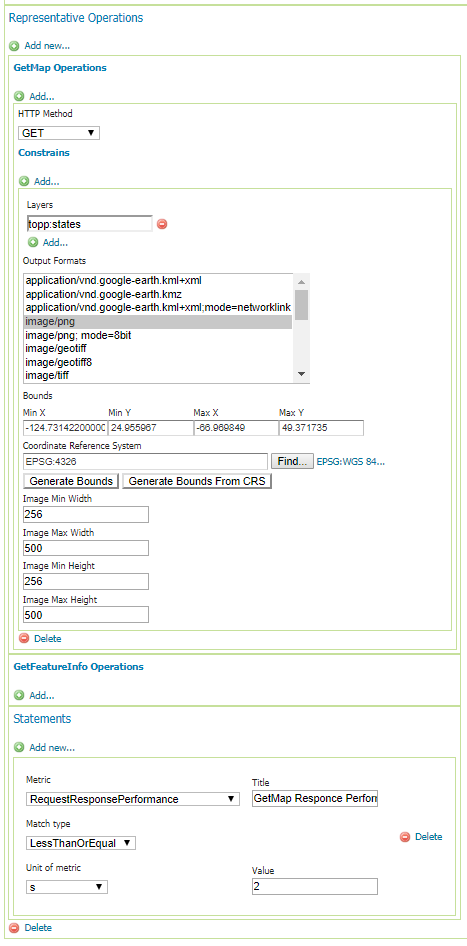 Representative Operations
Add new...
GetMap Operations
Add...
HTTP Method
GET
Constrains
Add...
Layers
topp:states
Add...
Output Formats
application/vnd.google-earth.kml+xml
application/vnd.google-earth.kmz
application/vnd.google-earth.kml+xml;mode=networklink
image/png
image/png; mode=8bit
image/geotiff
image/geotiff8
image/tiff
Bounds
Min X Min Y Max X Max Y
-124.73142200000 24.955967 -66.969849 49.371735
Coordinate Reference System
EPSG:4326 Find... EPSG:WGS 84...
Generate Bounds Generate Bounds From CRS
Image Min Width
256
Image Max Width
500
Image Min Height
256
Image Max Height
500
Delete
GetFeatureInfo Operations
Add...
Statements
Add new...
Metric Title
RequestResponsePerformance GetMap Responce Perforn
Match type
LessThanOrEqual Delete
Unit of metric Value
s 2
Delete